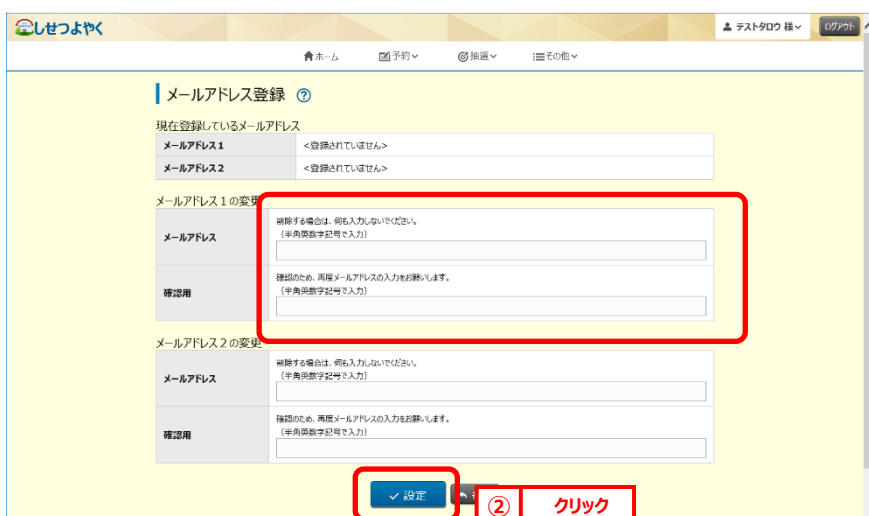 しせつよやく
テストタロウ 様
ログアウト
ホーム
予約
抽選
その他
メールアドレス登録 ?
現在登録しているメールアドレス
メールアドレス1 <登録されていません>
メールアドレス2 <登録されていません>
メールアドレス1の変更
メールアドレス
削除する場合は、何も入力しないでください。
(半角英数字記号で入力)
確認用
確認のため、再度メールアドレスの入力をお願いします。
(半角英数字記号で入力)
メールアドレス2の変更
メールアドレス
削除する場合は、何も入力しないでください。
(半角英数字記号で入力)
確認用
確認のため、再度メールアドレスの入力をお願いします。
(半角英数字記号で入力)
設定
② クリック